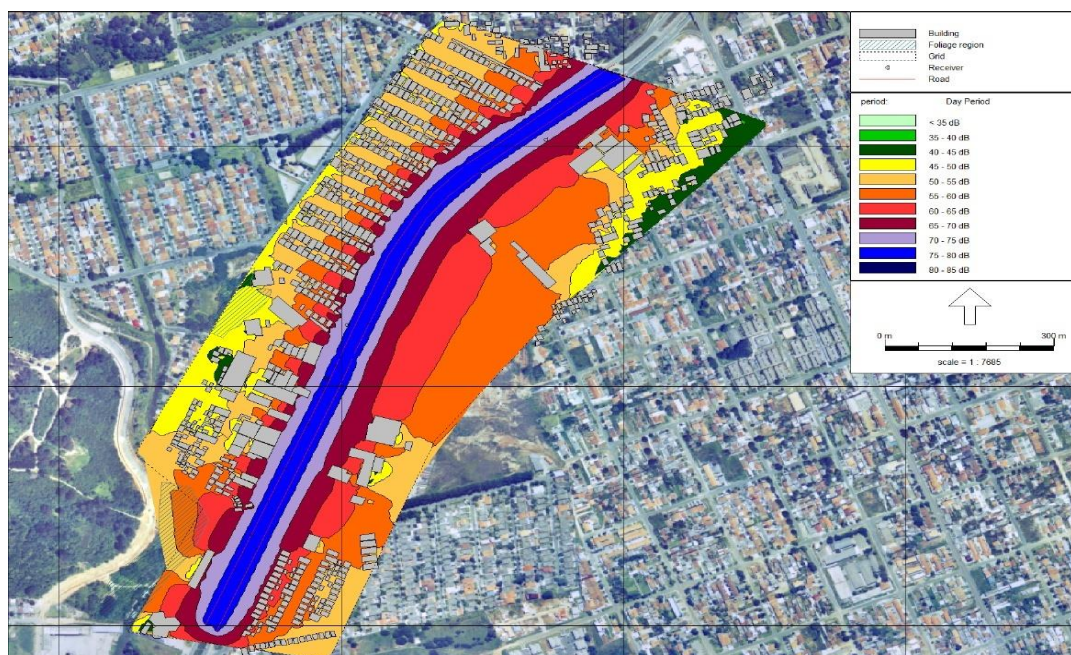 Building
Foliage region
Grid
Receiver
Road
period: Day Period
< 35 dB
35 - 40 dB
40 - 45 dB
45 - 50 dB
50 - 55 dB
55 - 60 dB
60 - 65 dB
65 - 70 dB
70 - 75 dB
75 - 80 dB
80 - 85 dB
0 m 300 m
scale = 1 : 7685